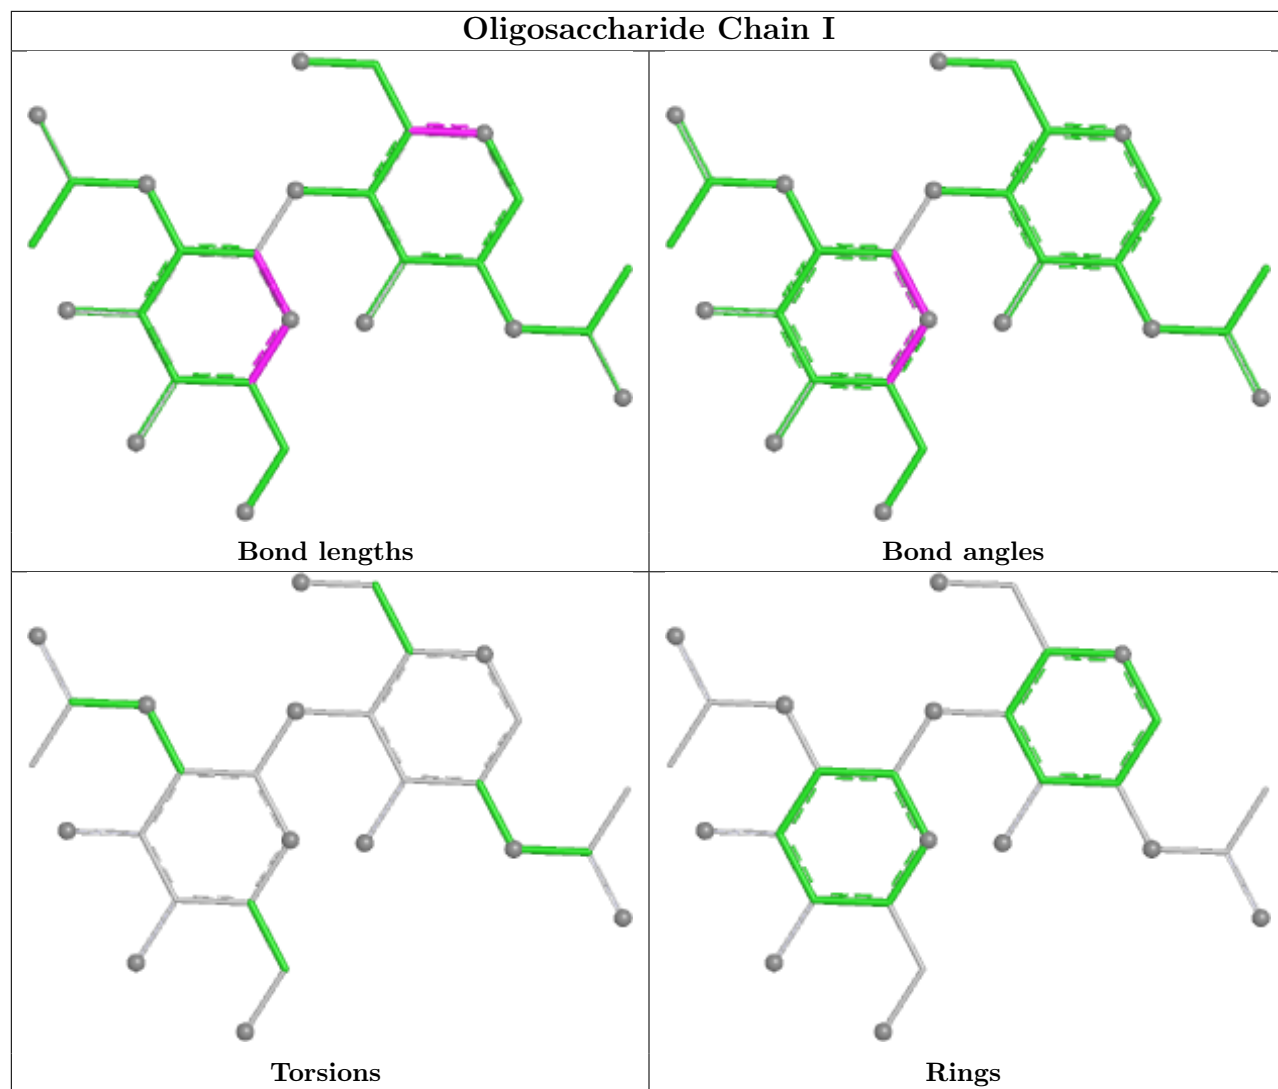 Oligosaccharide Chain I
Bond lengths
Bond angles
Torsions
Rings